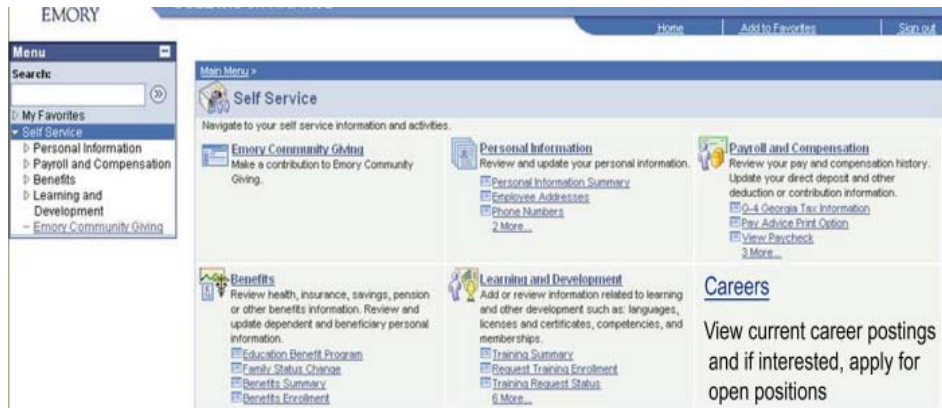 EMORY
Home
Add to Favorites
Sign out
Menu
Search:
My Favorites
Self Service
Personal Information
Payroll and Compensation
Benefits
Learning and
Development
Emory Community Giving
Main Menu >
Self Service
Navigate to your self service information and activities.
Emory Community Giving
Make a contribution to Emory Community
Giving.
Personal Information
Review and update your personal information.
Personal Information Summary
Employee Addresses
Phone Numbers
2 More...
Payroll and Compensation
Review your pay and compensation history.
Update your direct deposit and other
deduction or contribution information.
G-4 Georgia Tax Information
Pay Advice Print Option
View Paycheck
3 More...
Benefits
Review health, insurance, savings, pension
or other benefits information. Review and
update dependent and beneficiary personal
information.
Education Benefit Program
Family Status Change
Benefits Summary
Benefits Enrollment
Learning and Development
Add or review information related to learning
and other development such as: languages,
licenses and certificates, competencies, and
memberships.
Training Summary
Request Training Enrollment
Training Request Status
6 More...
Careers
View current career postings
and if interested, apply for
open positions